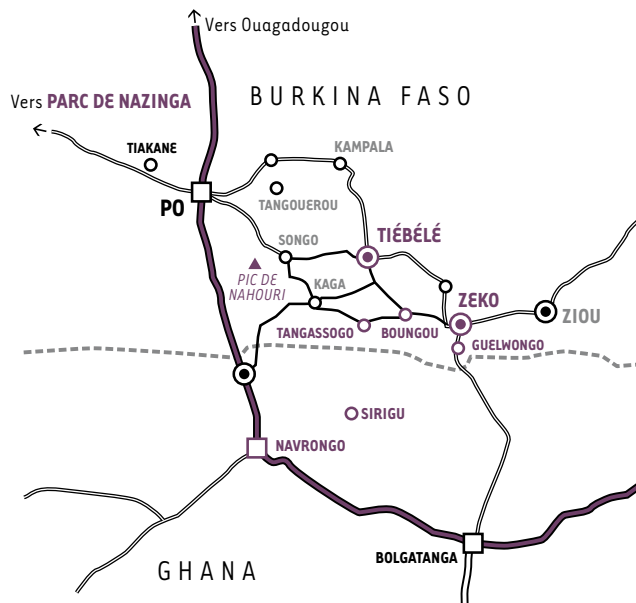 Vers Ouagadougou
BURKINA FASO
Vers PARC DE NAZINGA
TIAKANE
KAMPALA
PO
TANGOUEROU
TIÉBÉLÉ
SONGO
PIC DE
NAHOURI
KAGA
ZEKO
ZIOU
TANGASSOGO
BOUNGOU
GUELWONGO
SIRIGU
NAVRONGO
BOLGATANGA
GHANA